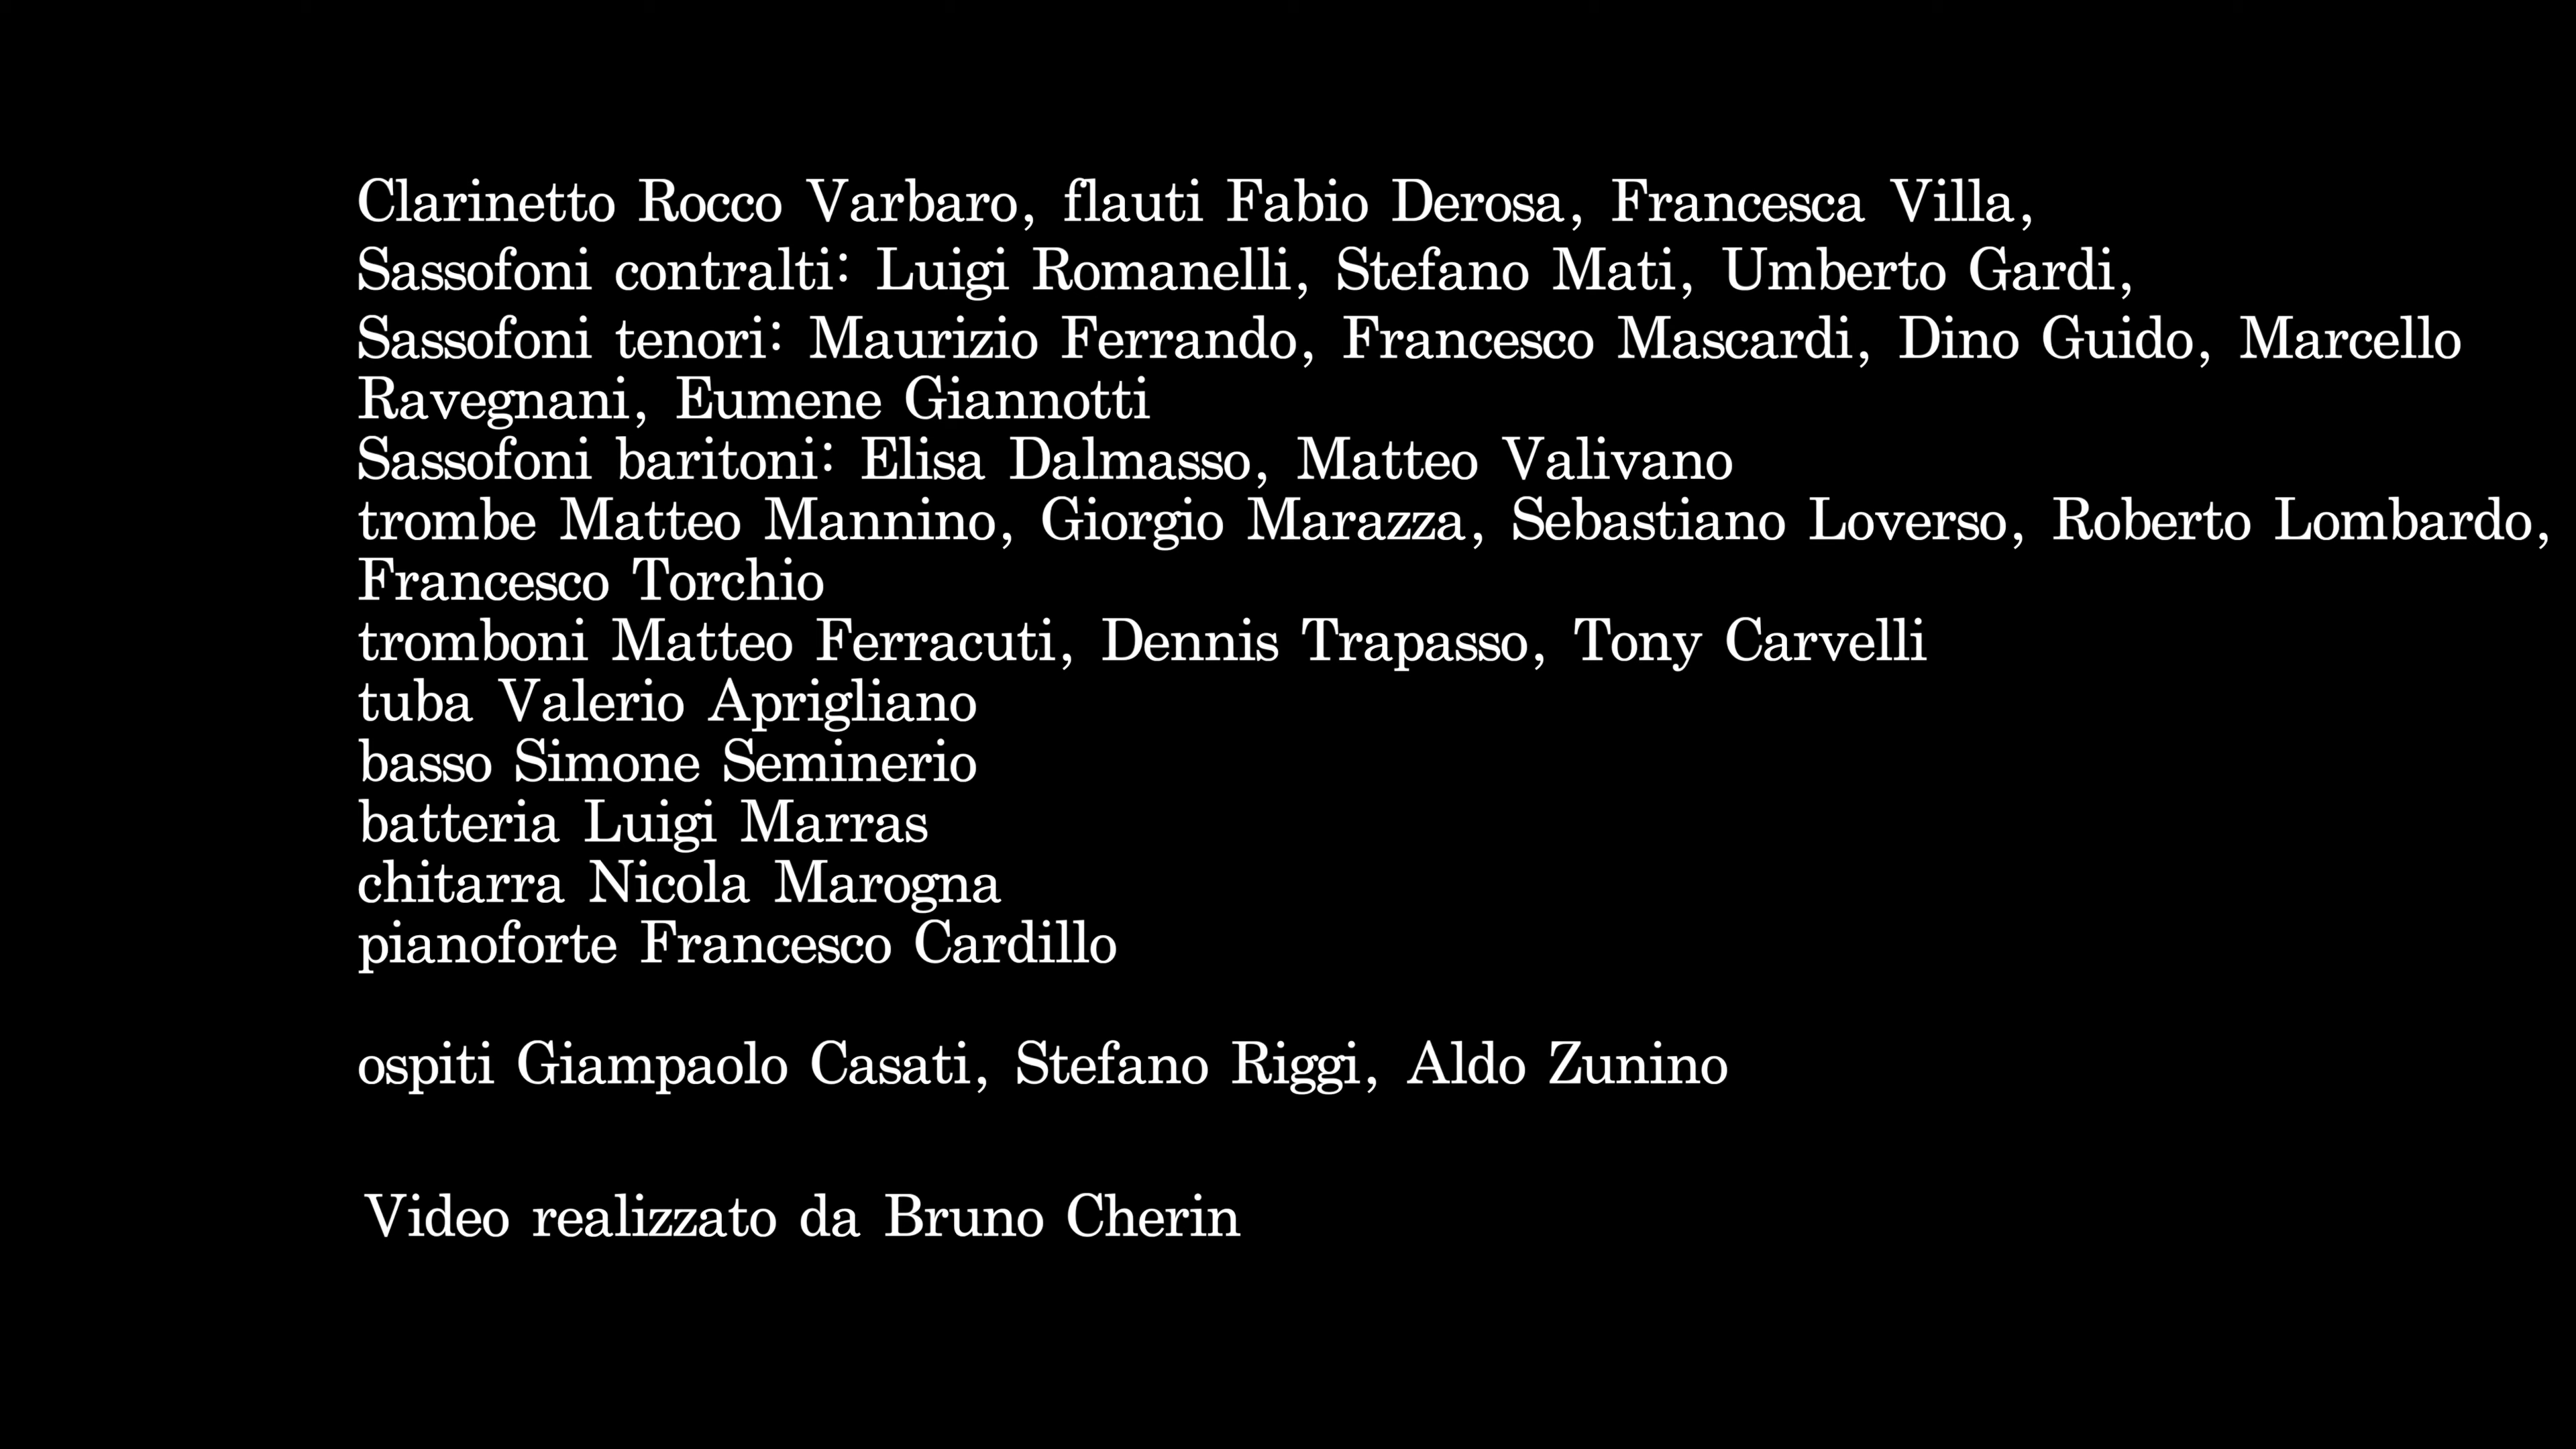 Clarinetto Rocco Varbaro, flauti Fabio Derosa, Francesca Villa,
Sassofoni contralti: Luigi Romanelli, Stefano Mati, Umberto Gardi,
Sassofoni tenori: Maurizio Ferrando, Francesco Mascardi, Dino Guido, Marcello
Ravegnani, Eumene Giannotti
Sassofoni baritoni: Elisa Dalmasso, Matteo Valivano
trombe Matteo Mannino, Giorgio Marazza, Sebastiano Loverso, Roberto Lombardo,
Francesco Torchio
tromboni Matteo Ferracuti, Dennis Trapasso, Tony Carvelli
tuba Valerio Aprigliano
basso Simone Seminerio
batteria Luigi Marras
chitarra Nicola Marogna
pianoforte Francesco Cardillo
ospiti Giampaolo Casati, Stefano Riggi, Aldo Zunino
Video realizzato da Bruno Cherin